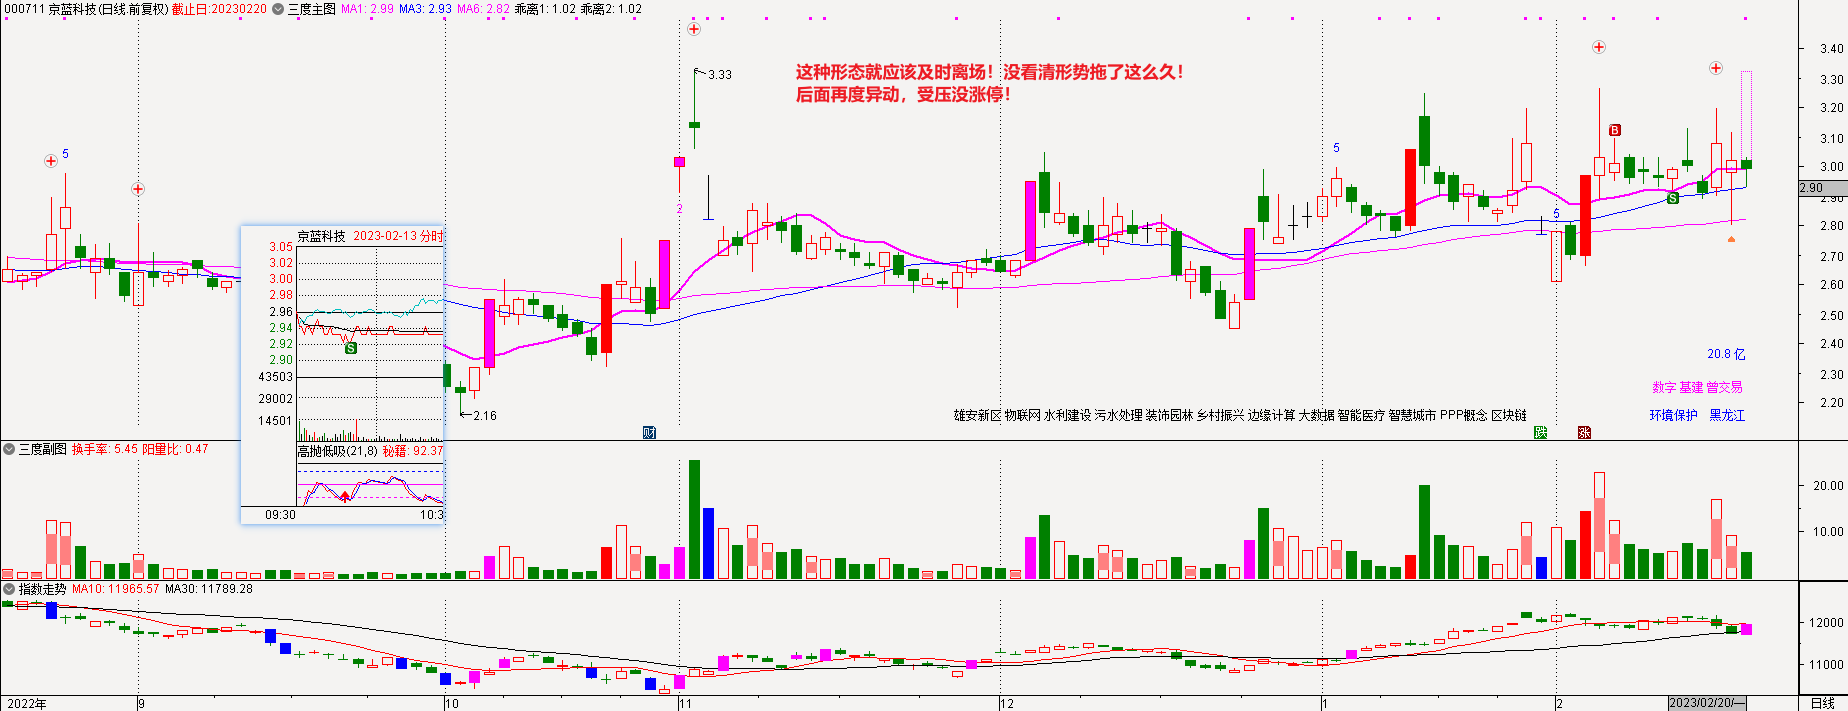 000711 京蓝科技(日线.前复权) 截止日:20230220 三度主图 MA1: 2.99 MA3: 2.93 MA6: 2.82 乖离1: 1.02 乖离2: 1.02
这种形态就应该及时离场！没看清形势拖了这么久！
后面再度异动，受压没涨停！
3.33
5
5
2
5
B
S
3.40
3.30
3.20
3.10
3.00
2.90
2.80
2.70
2.60
2.50
2.40
2.30
2.20
京蓝科技 2023-02-13 分时
3.05
3.02
3.00
2.98
2.96
2.94
2.92
2.90
S
43503
29002
14501
高抛低吸(21,8) 秘籍: 92.37
09:30 10:3
2.16
20.8 亿
数字 基建 曾交易
雄安新区 物联网 水利建设 污水处理 装饰园林 乡村振兴 边缘计算 大数据 智能医疗 智慧城市 PPP概念 区块链
环境保护 黑龙江
财
跌
涨
三度副图 换手率: 5.45 阳量比: 0.47
20.00
10.00
指数走势 MA10: 11965.57 MA30: 11789.28
12000
11000
2022年 9 10 11 12 1 2 2023/02/20/一 日线